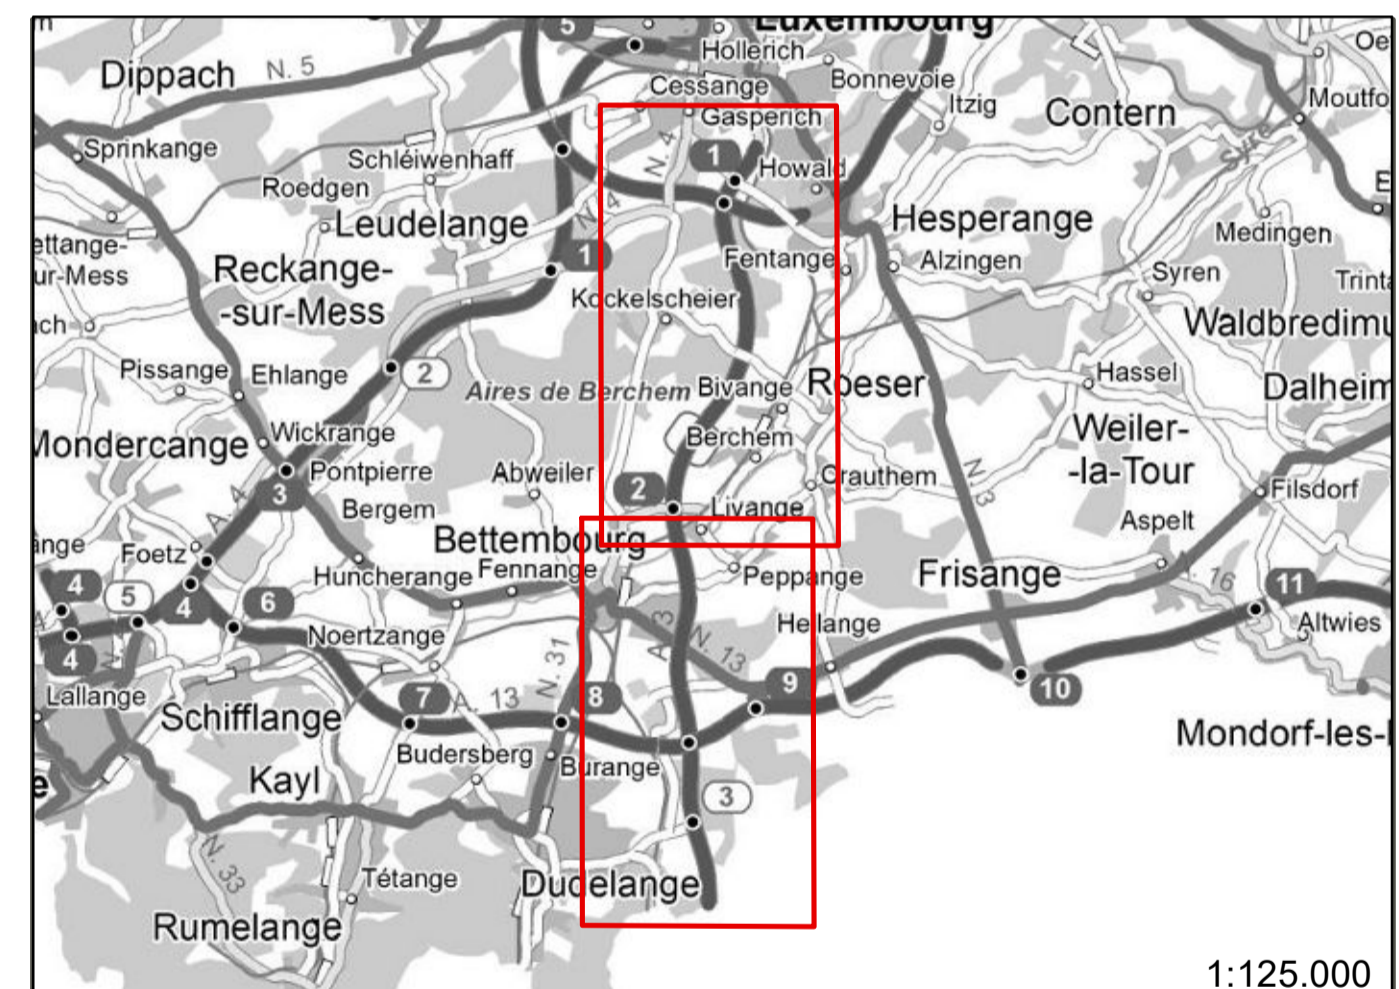 Luxembourg
5
Hollerich
Dippach
N. 5
Cessange
Bonnevoie
Itzig
Contern
Moutfo
Gasperich
Sprinkange
Schléiwenhaff
N. 4
1
Howald
Syre
Roedgen
Leudelange
N. 4
Hesperange
Medingen
ettange-
ur-Mess
Reckange-
-sur-Mess
1
Fentange
Alzingen
Syren
Trinta
Kockelscheier
ach
Waldbredimu
Pissange
Ehlange
2
Aires de Berchem
Bivange
Roeser
Hassel
Dalheim
Mondercange
Wickrange
Berchem
Weiler-
-la-Tour
Pontpierre
3
Abweiler
2
Crauthem
N. 3
Filsdorf
A. 4
Bergem
Livange
Aspelt
Foetz
Bettembourg
ange
Huncherange
Fennange
Peppange
Frisange
16
11
4
5
4
6
Noertzange
A. 3
Hellange
Altwies
4
N. 31
N. 13
Lallange
7
A. 13
8
9
10
Schifflange
Mondorf-les-
Budersberg
Burange
Kayl
3
e
N. 33
Tétange
Dudelange
Rumelange
1:125.000